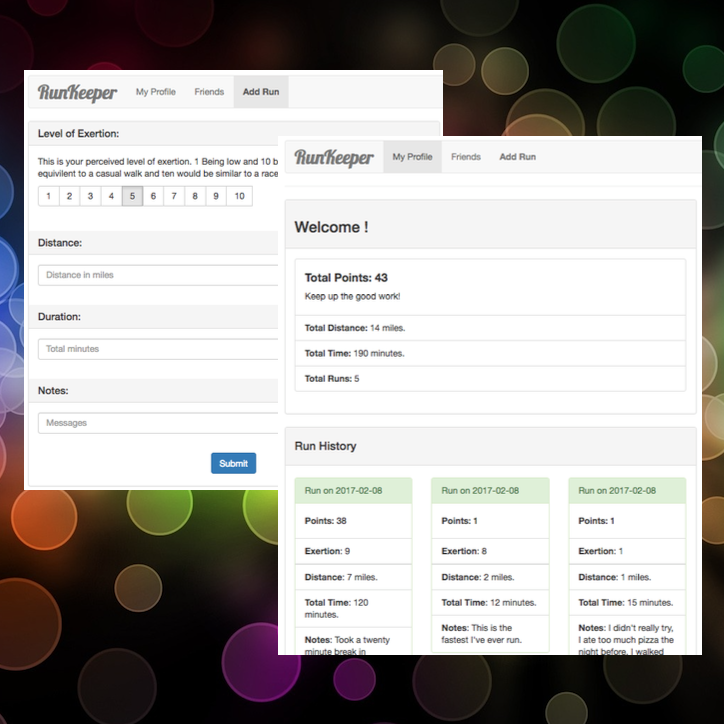 RunKeeper My Profile Friends Add Run
Level of Exertion:
This is your perceived level of exertion. 1 Being low and 10 b
equivilent to a casual walk and ten would be similar to a race
1 2 3 4 5 6 7 8 9 10
Distance:
Distance in miles
Duration:
Total minutes
Notes:
Messages
Submit
RunKeeper My Profile Friends Add Run
Welcome !
Total Points: 43
Keep up the good work!
Total Distance: 14 miles.
Total Time: 190 minutes.
Total Runs: 5
Run History
Run on 2017-02-08
Points: 38
Exertion: 9
Distance: 7 miles.
Total Time: 120
minutes.
Notes: Took a twenty
minute break in
Run on 2017-02-08
Points: 1
Exertion: 8
Distance: 2 miles.
Total Time: 12 minutes.
Notes: This is the
fastest I've ever run.
Run on 2017-02-08
Points: 1
Exertion: 1
Distance: 1 miles.
Total Time: 15 minutes.
Notes: I didn't really try,
I ate too much pizza the
night before. I walked